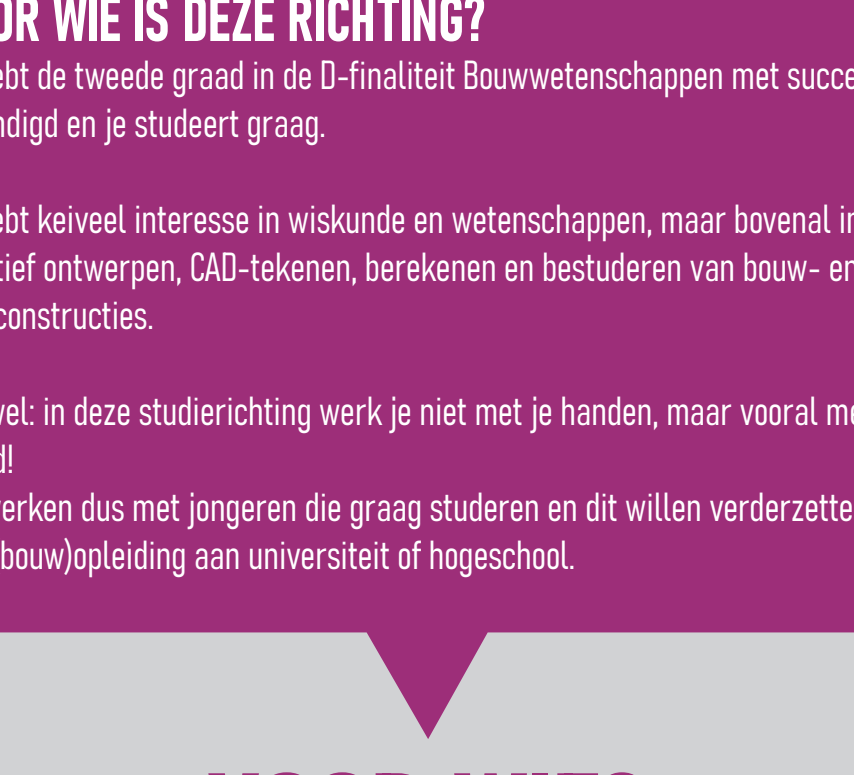 OR WIE IS DEZE RICHTING?
ebt de tweede graad in de D-finaliteit Bouwwetenschappen met succe
ndigd en je studeert graag.
ebt keiveel interesse in wiskunde en wetenschappen, maar bovenal in
tief ontwerpen, CAD-tekenen, berekenen en bestuderen van bouw- en
constructies.
vel: in deze studierichting werk je niet met je handen, maar vooral me
d!
erken dus met jongeren die graag studeren en dit willen verderzette
bouw)opleiding aan universiteit of hogeschool.